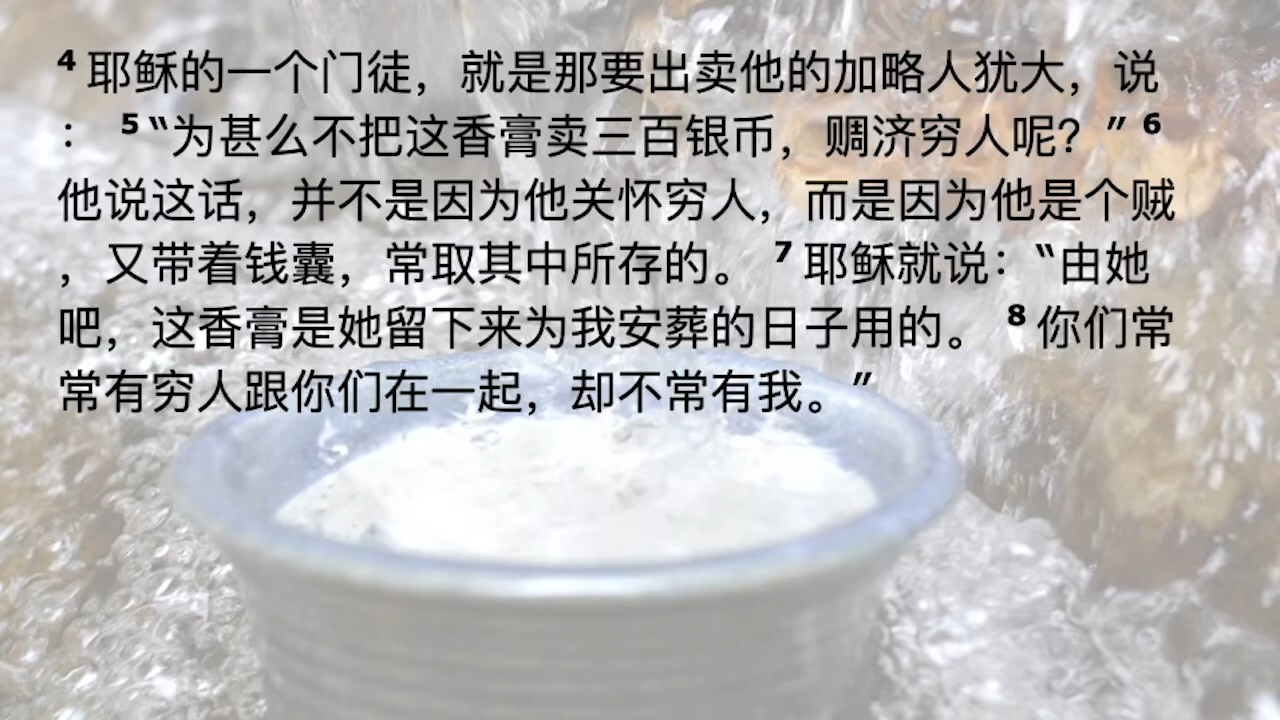 4 耶稣的一个门徒，就是那要出卖他的加略人犹大，说
： 5 “为甚么不把这香膏卖三百银币，赒济穷人呢？” 6
他说这话，并不是因为他关怀穷人，而是因为他是个贼
，又带着钱囊，常取其中所存的。 7 耶稣就说：“由她
吧，这香膏是她留下来为我安葬的日子用的。 8 你们常
常有穷人跟你们在一起，却不常有我。”